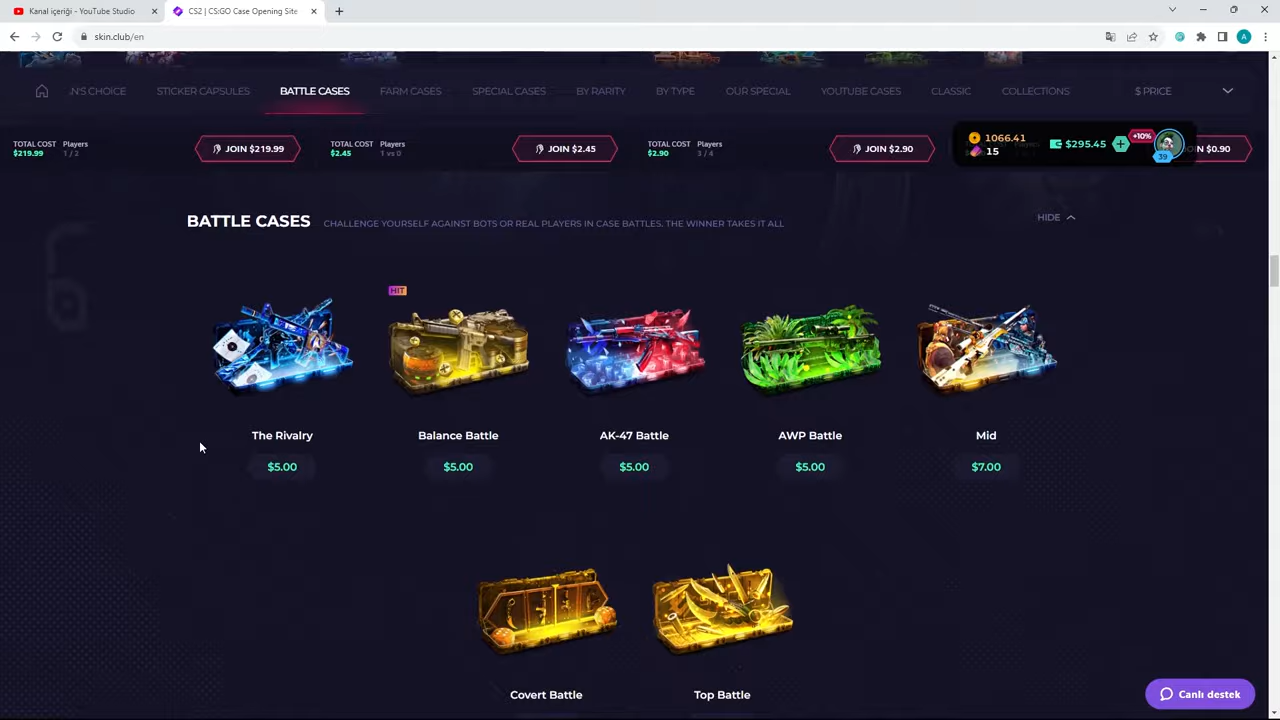 Kanal içeriği - YouTube Studio
CS2 | CS:GO Case Opening Site
skin.club/en
A
N'S CHOICE
STICKER CAPSULES
BATTLE CASES
FARM CASES
SPECIAL CASES
BY RARITY
BY TYPE
OUR SPECIAL
YOUTUBE CASES
CLASSIC
COLLECTIONS
$ PRICE
TOTAL COST Players
$219.99 1 / 2
JOIN $219.99
TOTAL COST Players
$2.45 1 vs 0
JOIN $2.45
TOTAL COST Players
$2.90 3 / 4
JOIN $2.90
1066.41
15
$295.45
+10%
39
IN $0.90
BATTLE CASES
CHALLENGE YOURSELF AGAINST BOTS OR REAL PLAYERS IN CASE BATTLES. THE WINNER TAKES IT ALL
HIDE
HIT
The Rivalry
$5.00
Balance Battle
$5.00
AK-47 Battle
$5.00
AWP Battle
$5.00
Mid
$7.00
Covert Battle
Top Battle
Canlı destek